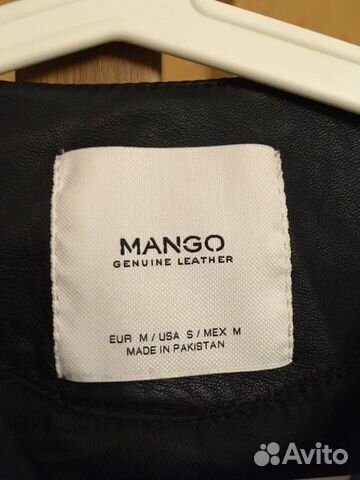 MANGO
GENUINE LEATHER
EUR M / USA S / MEX M
MADE IN PAKISTAN
Avito